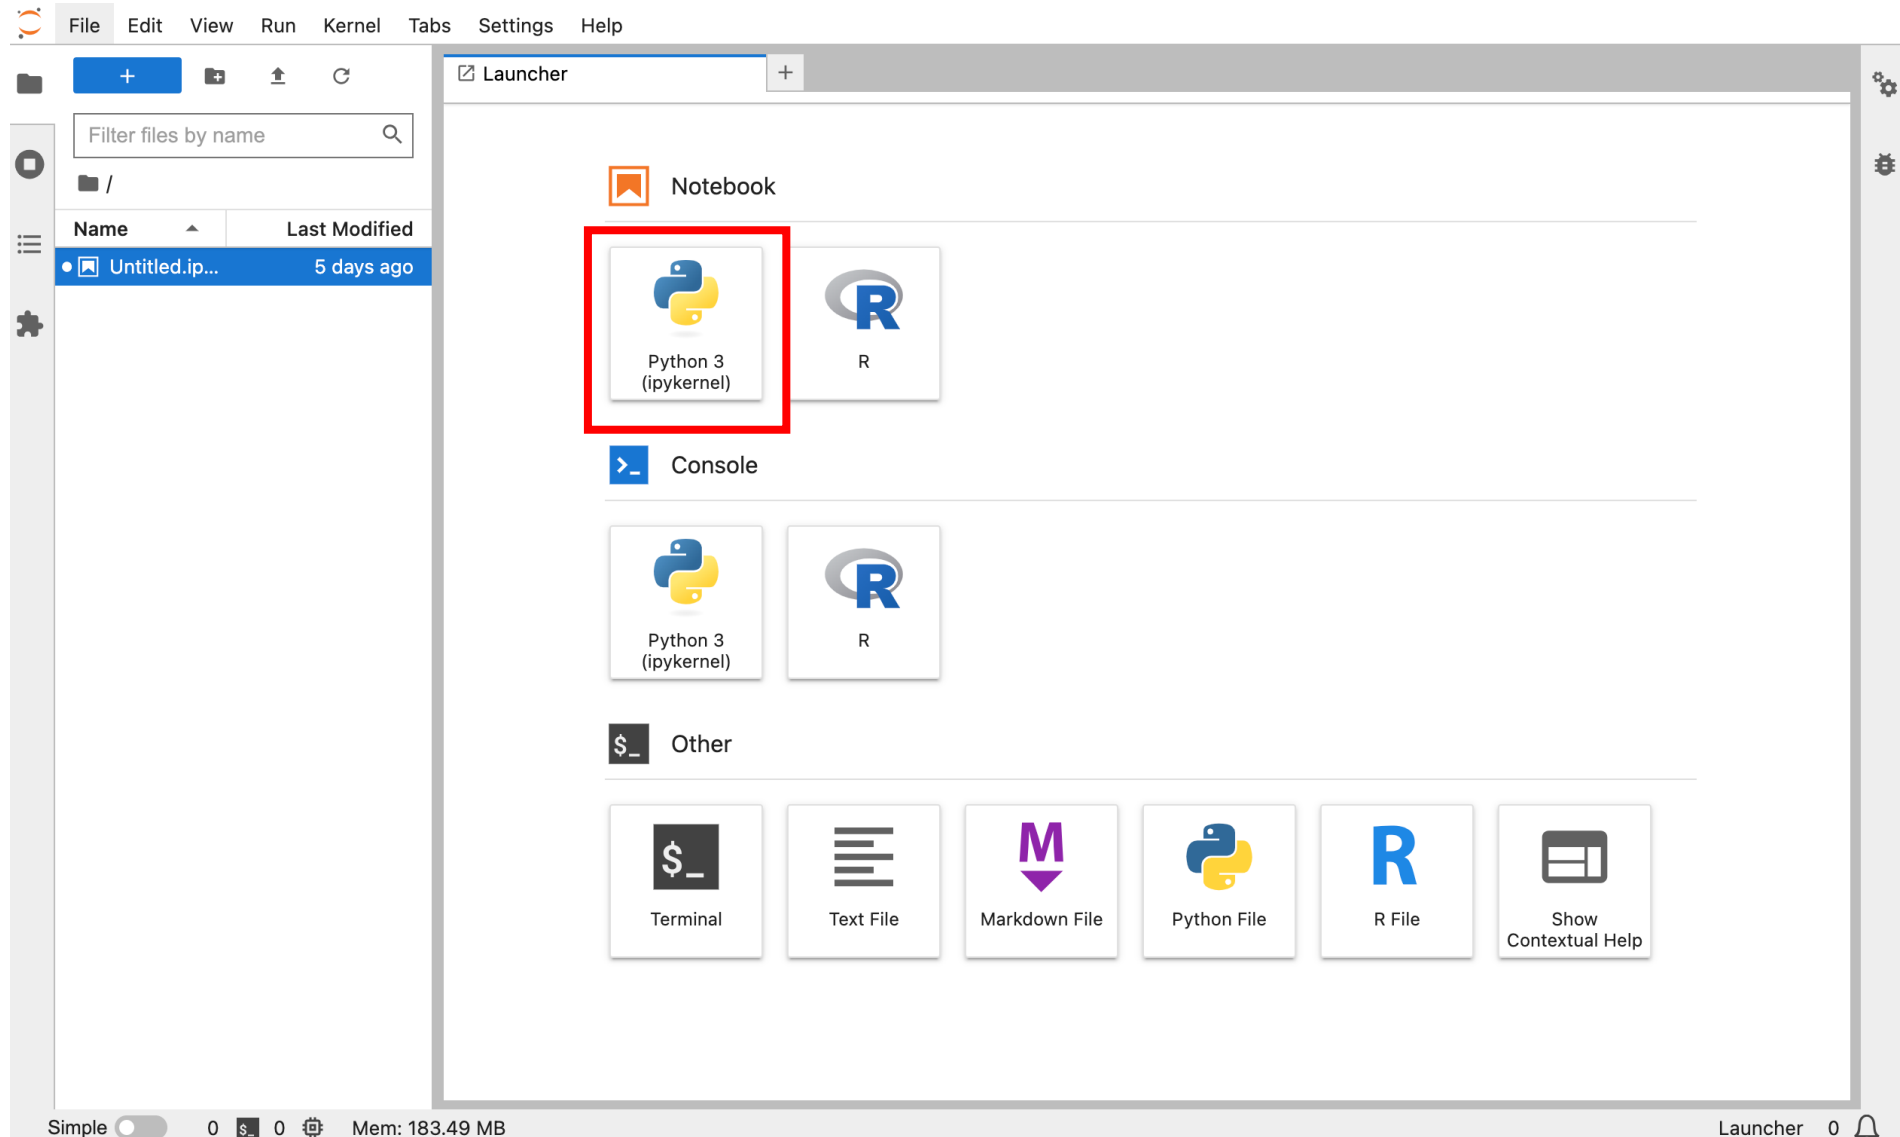 File Edit View Run Kernel Tabs Settings Help
+
Launcher
+
Filter files by name
/
Name Last Modified
Untitled.ip... 5 days ago
Notebook
Python 3
(ipykernel)
R
R
Console
Python 3
(ipykernel)
R
R
$_ Other
$_
Terminal
Text File
M
Markdown File
Python File
R
R File
Show
Contextual Help
Simple 0 $_ 0 Mem: 183.49 MB
Launcher 0